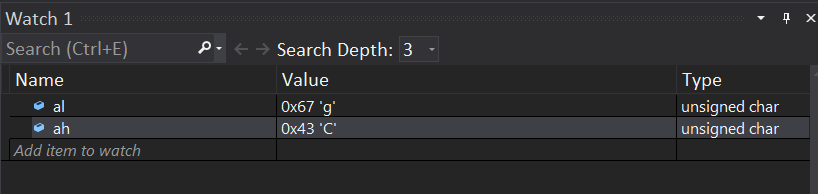 Watch 1
Search (Ctrl+E) Search Depth: 3
Name Value Type
al 0x67 'g' unsigned char
ah 0x43 'C' unsigned char
Add item to watch